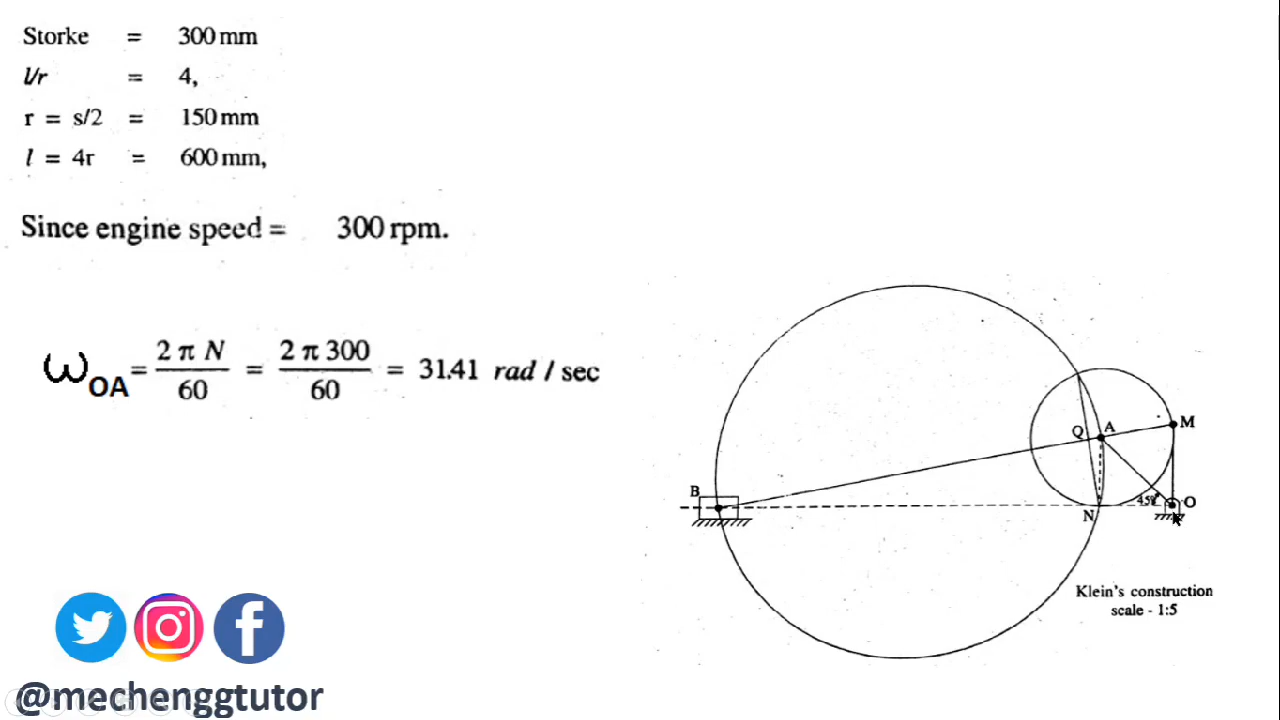 Storke = 300 mm
l/r = 4,
r = s/2 = 150 mm
l = 4r = 600 mm,
Since engine speed = 300 rpm.
ω OA = 2 π N / 60 = 2 π 300 / 60 = 31.41 rad / sec
Q A M
B
45° O
N
Klein's construction
scale - 1:5
@mechenggtutor